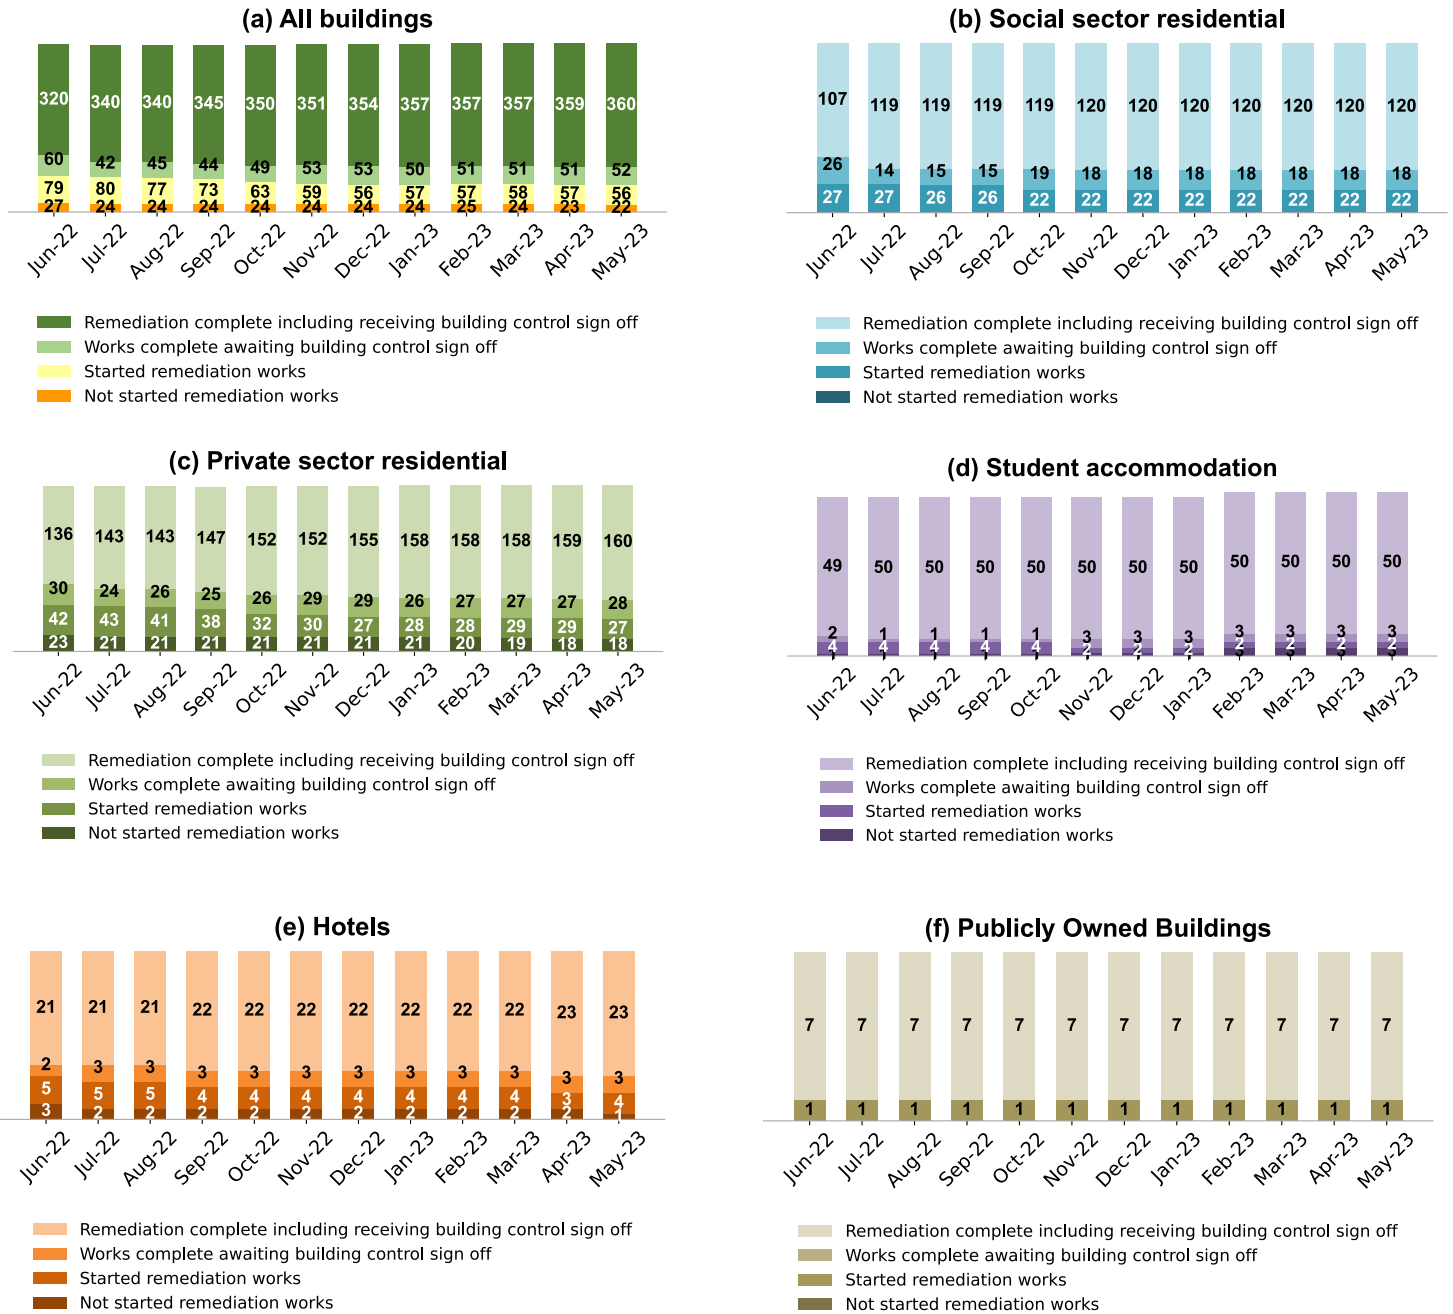 (a) All buildings
320 340 340 345 350 351 354 357 357 357 359 360
60 42 45 44 49 53 53 50 51 51 51 52
79 80 77 73 63 59 56 57 57 58 57 56
27 24 24 24 24 24 24 24 25 24 23 22
Jun-22 Jul-22 Aug-22 Sep-22 Oct-22 Nov-22 Dec-22 Jan-23 Feb-23 Mar-23 Apr-23 May-23
Remediation complete including receiving building control sign off
Works complete awaiting building control sign off
Started remediation works
Not started remediation works
(b) Social sector residential
107 119 119 119 119 120 120 120 120 120 120 120
26 14 15 15 19 18 18 18 18 18 18 18
27 27 26 26 22 22 22 22 22 22 22 22
Jun-22 Jul-22 Aug-22 Sep-22 Oct-22 Nov-22 Dec-22 Jan-23 Feb-23 Mar-23 Apr-23 May-23
Remediation complete including receiving building control sign off
Works complete awaiting building control sign off
Started remediation works
Not started remediation works
(c) Private sector residential
136 143 143 147 152 152 155 158 158 158 159 160
30 24 26 25 26 29 29 26 27 27 27 28
42 43 41 38 32 30 27 28 28 29 29 27
23 21 21 21 21 21 21 21 20 19 18 18
Jun-22 Jul-22 Aug-22 Sep-22 Oct-22 Nov-22 Dec-22 Jan-23 Feb-23 Mar-23 Apr-23 May-23
Remediation complete including receiving building control sign off
Works complete awaiting building control sign off
Started remediation works
Not started remediation works
(d) Student accommodation
49 50 50 50 50 50 50 50 50 50 50 50
2 1 1 1 1 3 3 3 3 3 3 3
4 4 4 4 4 2 2 2 2 2 2 2
Jun-22 Jul-22 Aug-22 Sep-22 Oct-22 Nov-22 Dec-22 Jan-23 Feb-23 Mar-23 Apr-23 May-23
Remediation complete including receiving building control sign off
Works complete awaiting building control sign off
Started remediation works
Not started remediation works
(e) Hotels
21 21 21 22 22 22 22 22 22 22 23 23
2 3 3 3 3 3 3 3 3 3 3 3
5 5 5 4 4 4 4 4 4 4 3 4
3 2 2 2 2 2 2 2 2 2 2 1
Jun-22 Jul-22 Aug-22 Sep-22 Oct-22 Nov-22 Dec-22 Jan-23 Feb-23 Mar-23 Apr-23 May-23
Remediation complete including receiving building control sign off
Works complete awaiting building control sign off
Started remediation works
Not started remediation works
(f) Publicly Owned Buildings
7 7 7 7 7 7 7 7 7 7 7 7
1 1 1 1 1 1 1 1 1 1 1 1
Jun-22 Jul-22 Aug-22 Sep-22 Oct-22 Nov-22 Dec-22 Jan-23 Feb-23 Mar-23 Apr-23 May-23
Remediation complete including receiving building control sign off
Works complete awaiting building control sign off
Started remediation works
Not started remediation works